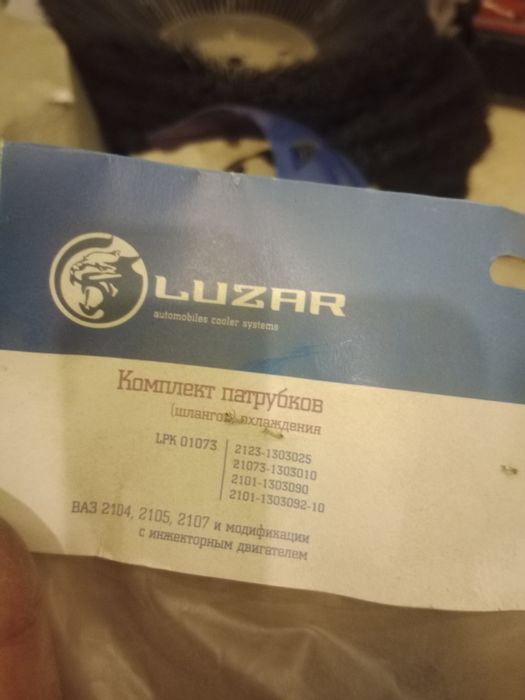 LUZAR
automobiles cooler systems
Комплект патрубков
(шлангов) охлаждения
LPK 01073
2123-1303025
21073-1303010
2101-1303090
2101-1303092-10
ВАЗ 2104, 2105, 2107 и модификации
с инжекторным двигателем